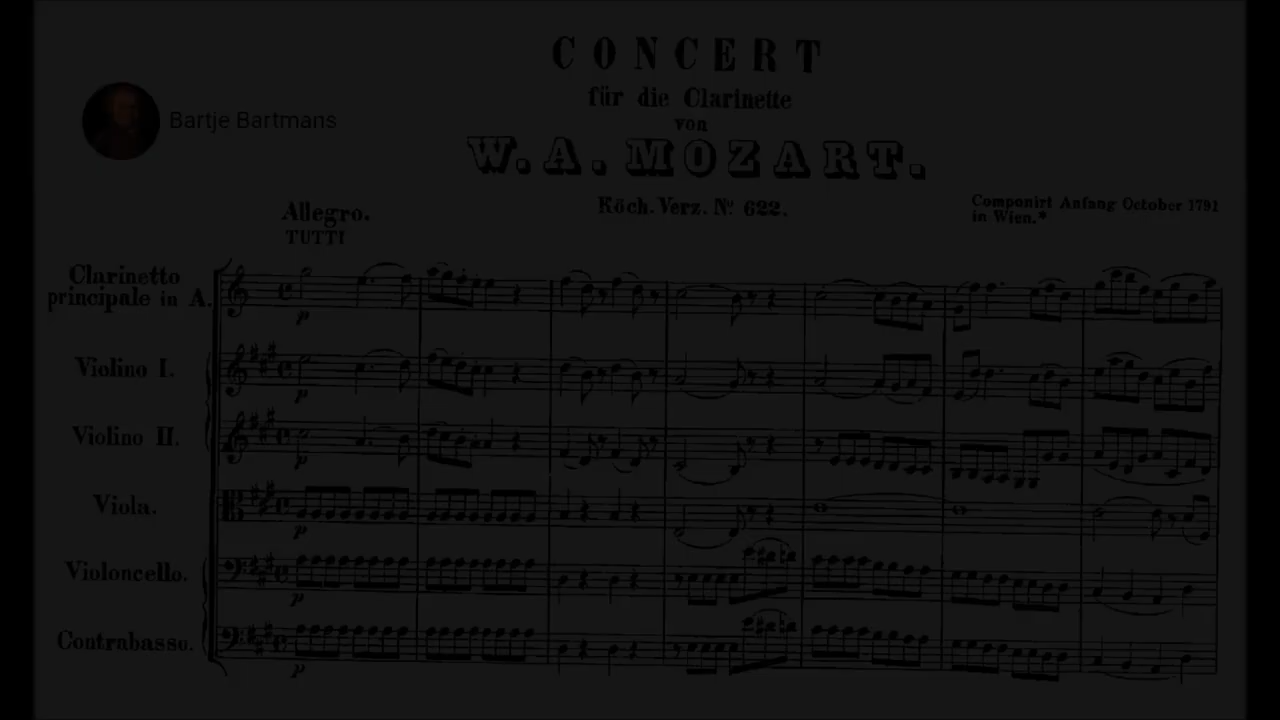 CONCERT
für die Clarinette
von
W. A. MOZART.
Köch. Verz. No. 622.
Componirt Anfang October 1791
in Wien.*
Bartje Bartmans
Allegro.
TUTTI
Clarinetto
principale in A.
p
Violino I.
p
Violino II.
p
Viola.
p
Violoncello.
p
Contrabasso.
p